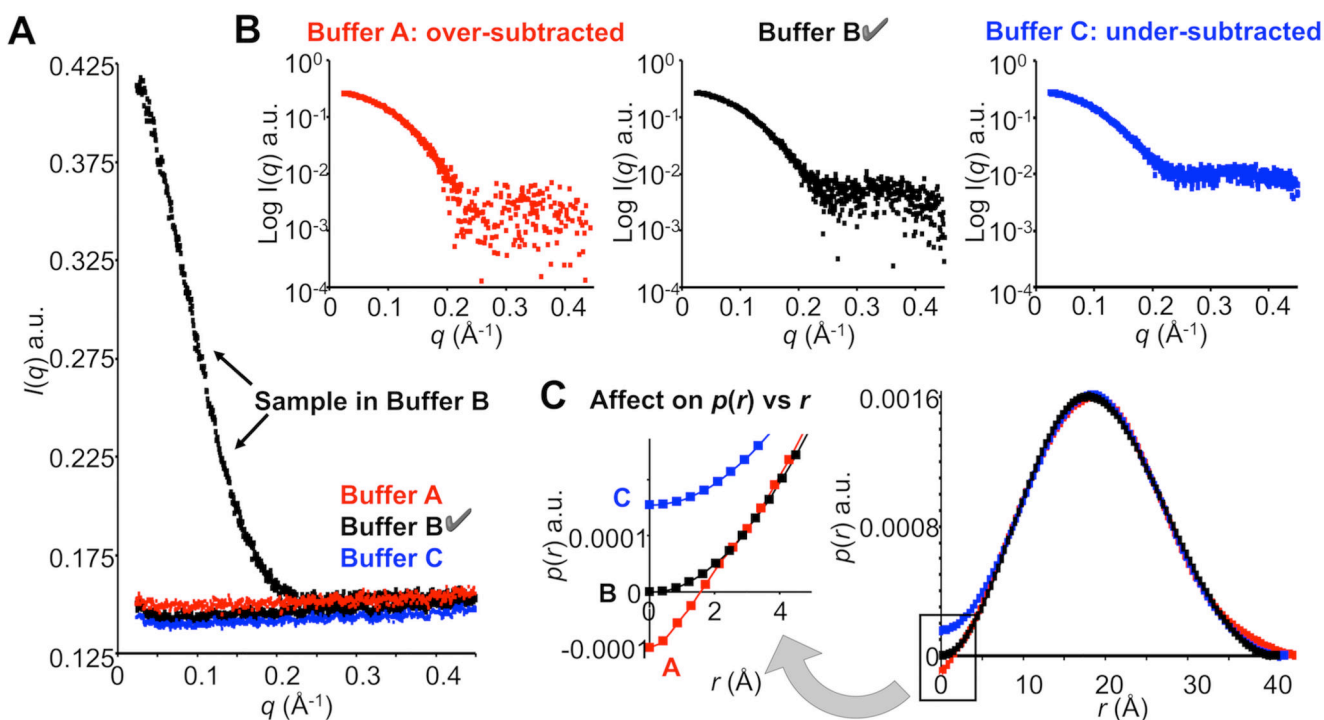 A
I(q) a.u.
0.425
0.375
0.325
0.275
0.225
0.175
0.125
0 0.1 0.2 0.3 0.4
q (Å-1)
Sample in Buffer B
Buffer A
Buffer B✔
Buffer C
B
Buffer A: over-subtracted
Log I(q) a.u.
10⁰
10-1
10-2
10-3
10-4
0 0.1 0.2 0.3 0.4
q (Å-1)
Buffer B✔
Log I(q) a.u.
10⁰
10-1
10-2
10-3
10-4
0 0.1 0.2 0.3 0.4
q (Å-1)
Buffer C: under-subtracted
Log I(q) a.u.
10⁰
10-1
10-2
10-3
10-4
0 0.1 0.2 0.3 0.4
q (Å-1)
C Affect on p(r) vs r
p(r) a.u.
0.0001
0
-0.0001
C
B
A
0 2 4
r (Å)
p(r) a.u.
0.0016
0.0008
0
0 10 20 30 40
r (Å)